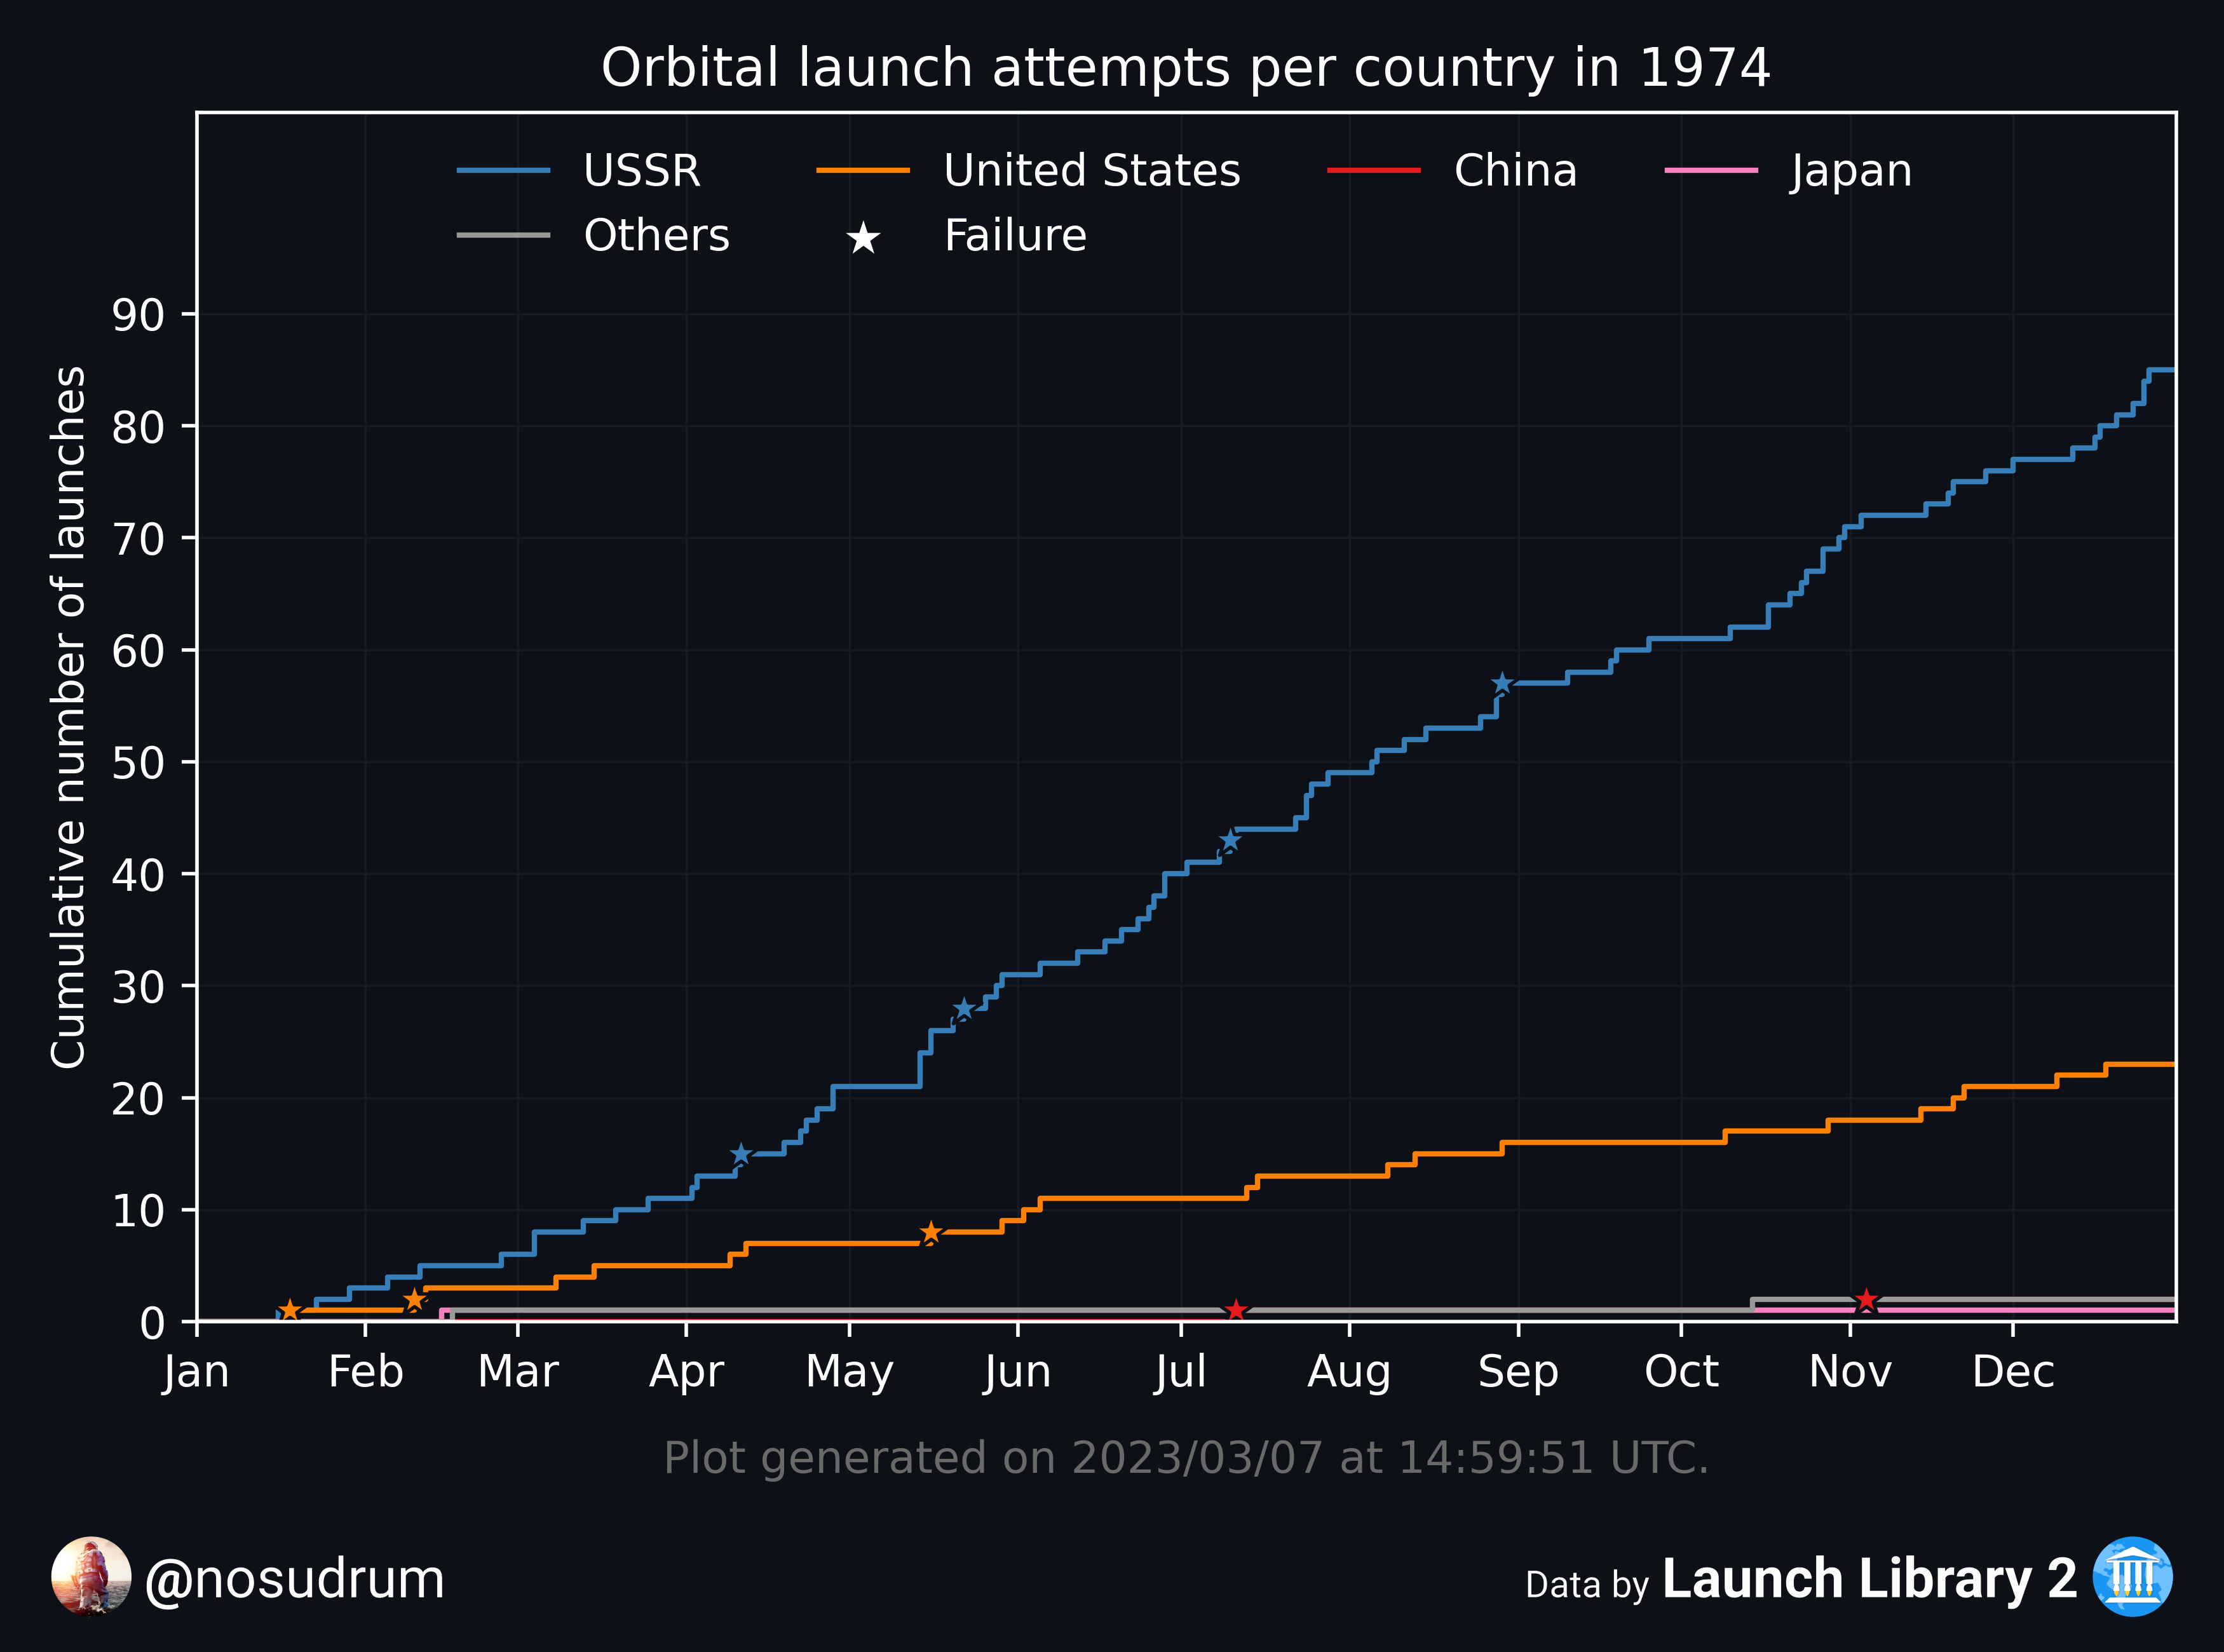 Orbital launch attempts per country in 1974
USSR United States China Japan
Others Failure
Cumulative number of launches
90
80
70
60
50
40
30
20
10
0
Jan Feb Mar Apr May Jun Jul Aug Sep Oct Nov Dec
Plot generated on 2023/03/07 at 14:59:51 UTC.
@nosudrum
Data by Launch Library 2